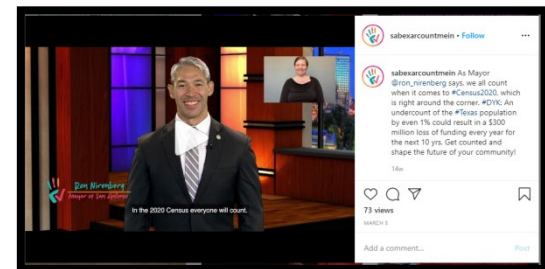 Ron Nirenberg
Mayor of San Antonio
In the 2020 Census everyone will count.
sabexarcountmein • Follow
...
sabexarcountmein As Mayor
@ron_nirenberg says, we all count
when it comes to #Census2020, which
is right around the corner. #DYK: An
undercount of the #Texas population
by even 1% could result in a $300
million loss of funding every year for
the next 10 yrs. Get counted and
shape the future of your community!
14w
73 views
MARCH 5
Add a comment...
Post